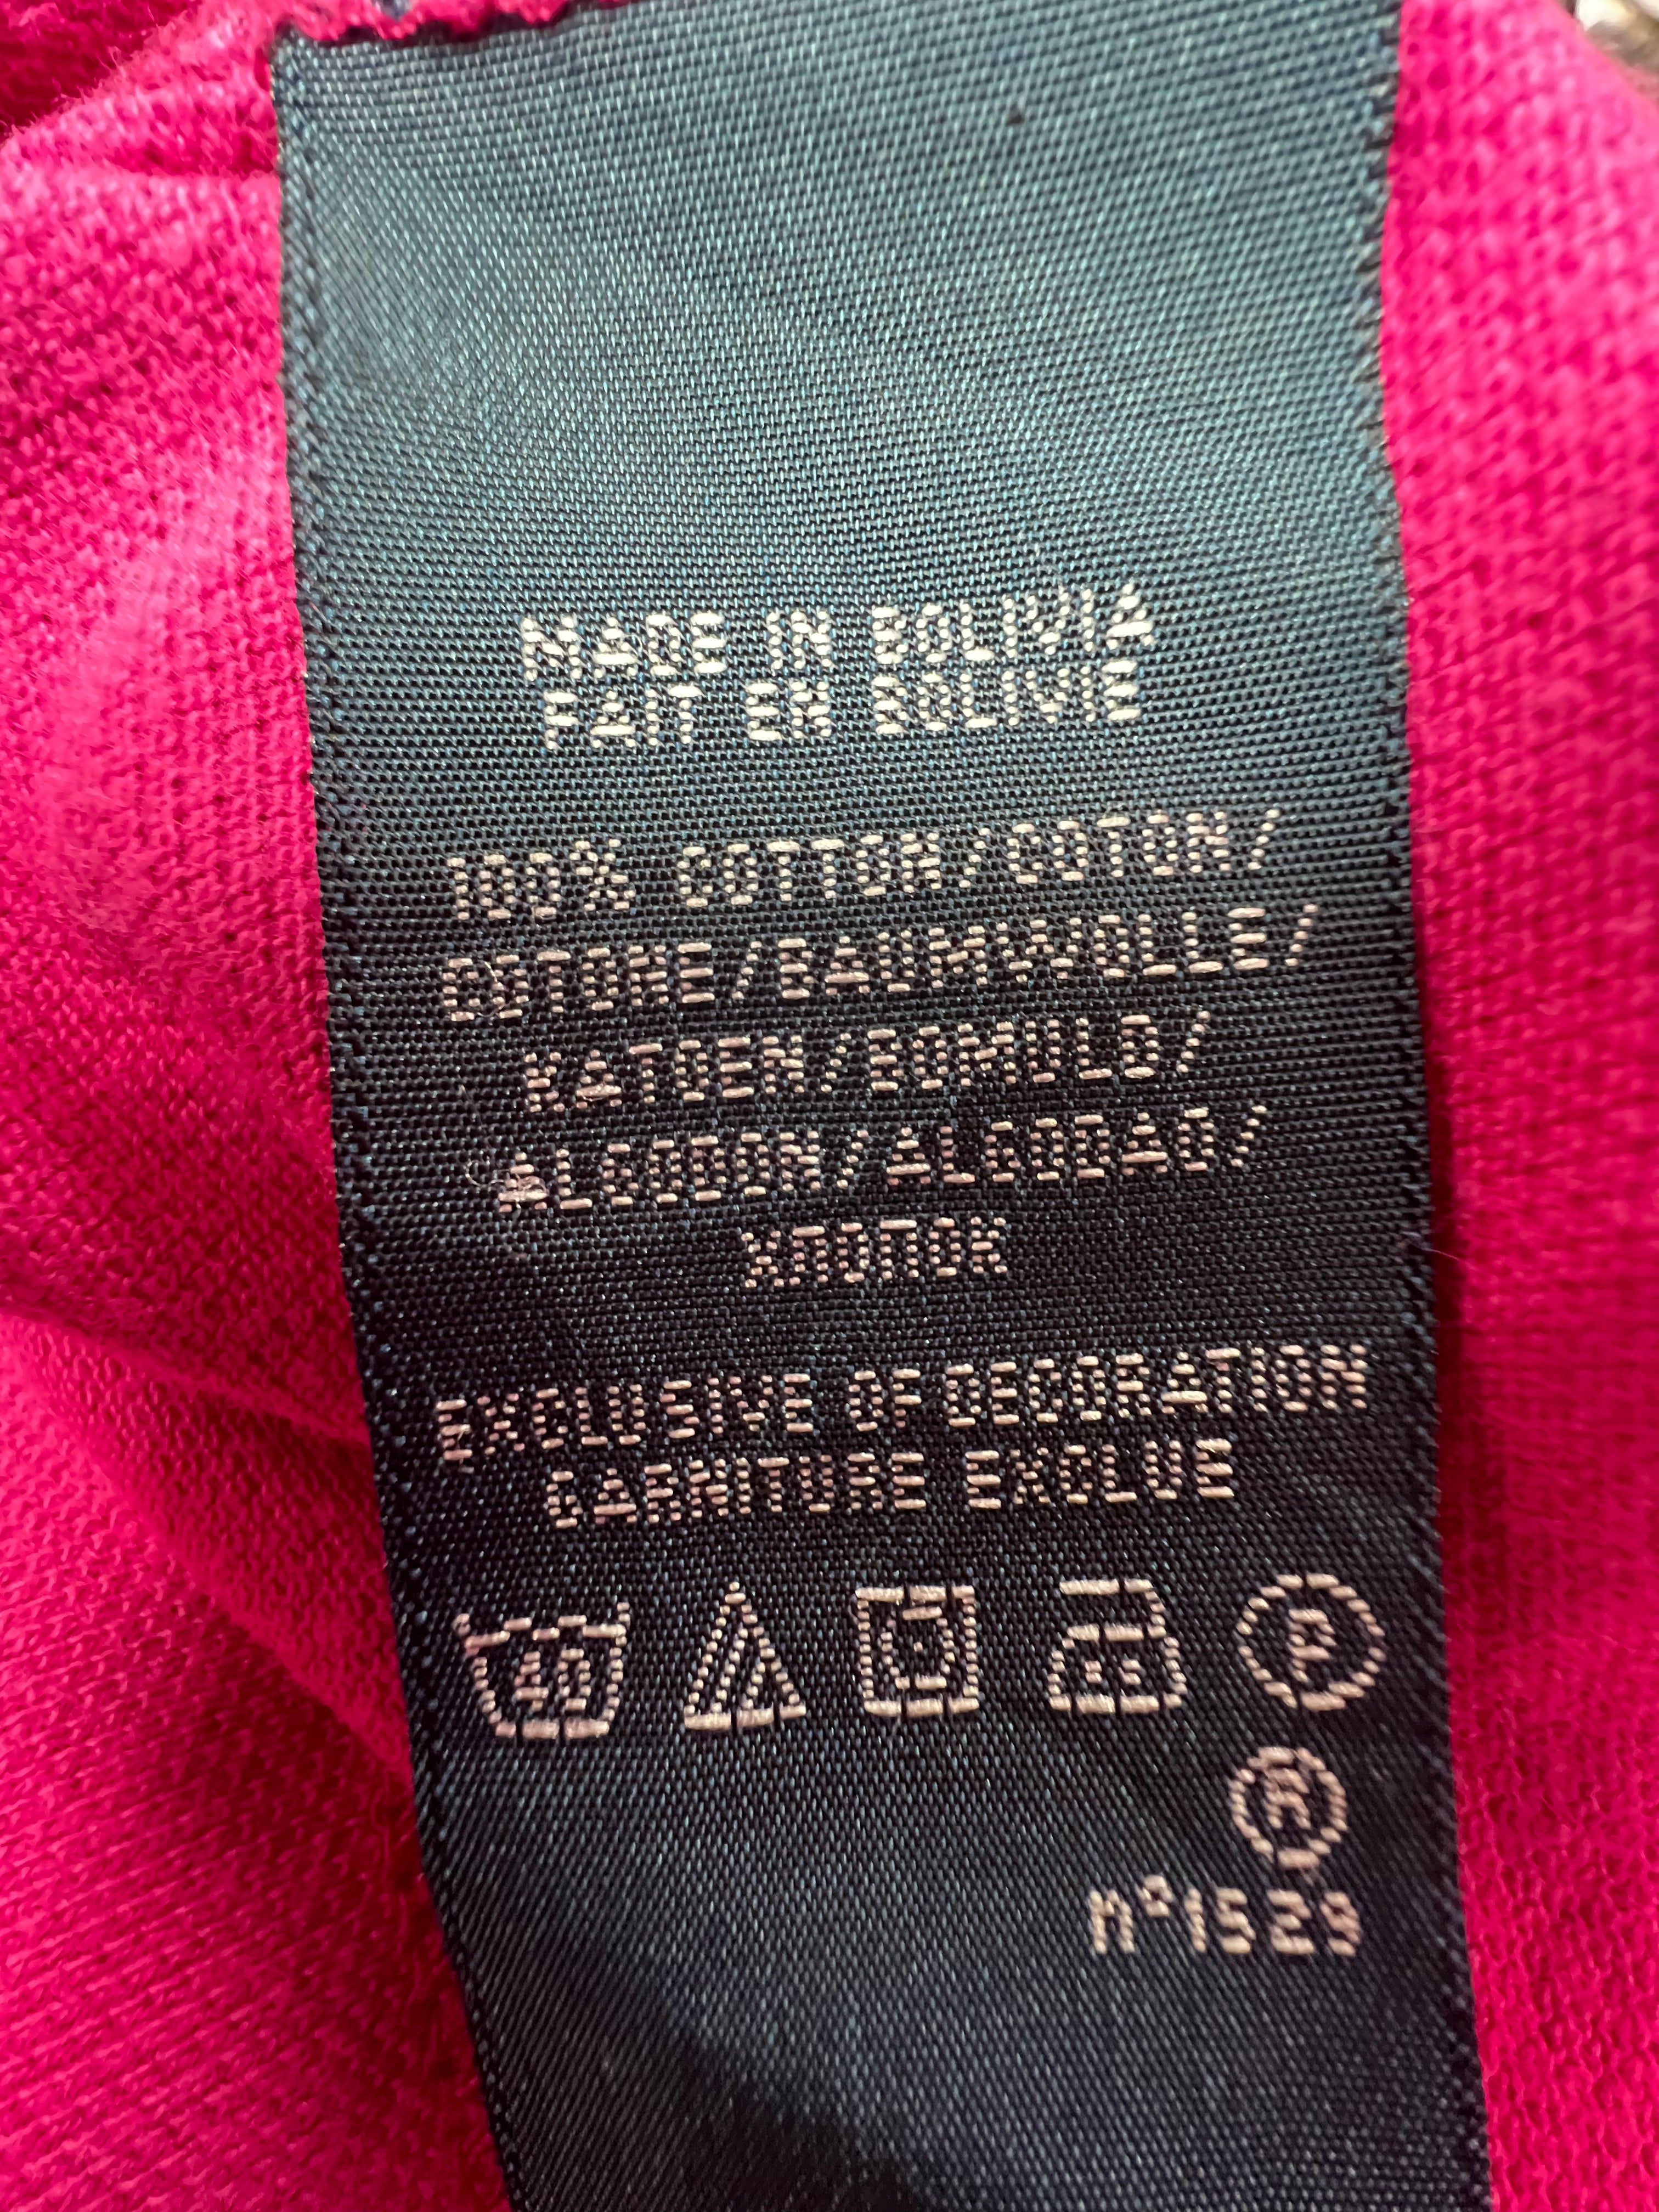 MADE IN BOLIVIA
FAIT EN BOLIVIE
100% COTTON/COTON/
COTONE/BAUMWOLLE/
KATOEN/BOMULD/
ALGODON/ALGODAO/
ХЛОПОК
EXCLUSIVE OF DECORATION
GARNITURE EXCLUE
40 P
®
n°1529